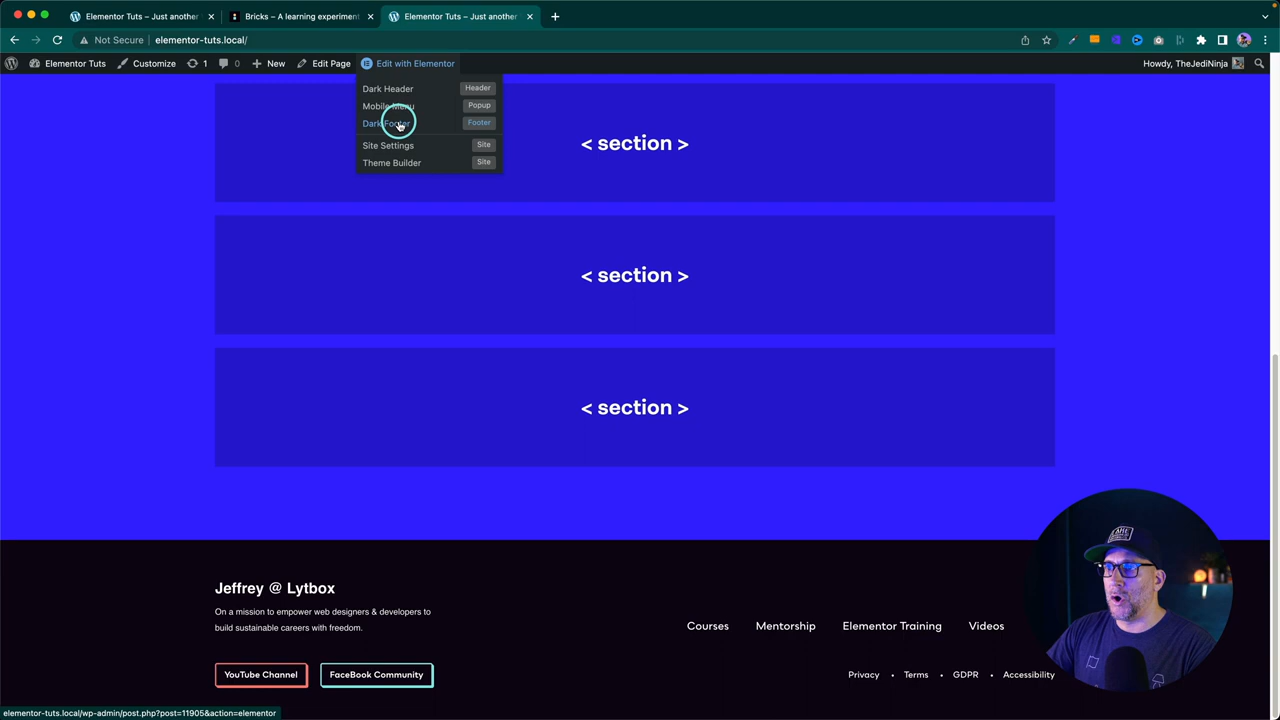 Elementor Tuts – Just another
Bricks – A learning experiment
Elementor Tuts – Just another
Not Secure
elementor-tuts.local/
Elementor Tuts
Customize
1
0
New
Edit Page
Edit with Elementor
Howdy, TheJediNinja
Dark Header Header
Mobile Menu Popup
Dark Footer Footer
Site Settings Site
Theme Builder Site
< section >
< section >
< section >
Jeffrey @ Lytbox
On a mission to empower web designers & developers to
build sustainable careers with freedom.
Courses Mentorship Elementor Training Videos
YouTube Channel FaceBook Community
Privacy • Terms • GDPR • Accessibility
elementor-tuts.local/wp-admin/post.php?post=11905&action=elementor